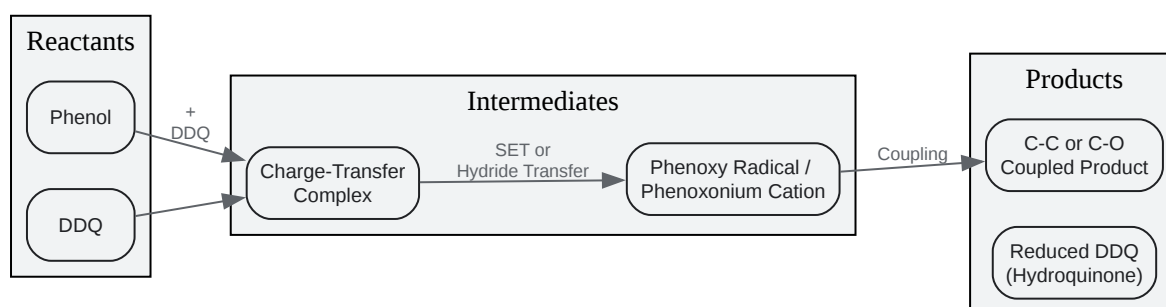 Reactants
Phenol
DDQ
+
DDQ
Intermediates
Charge-Transfer
Complex
SET or
Hydride Transfer
Phenoxy Radical /
Phenoxonium Cation
Coupling
Products
C-C or C-O
Coupled Product
Reduced DDQ
(Hydroquinone)